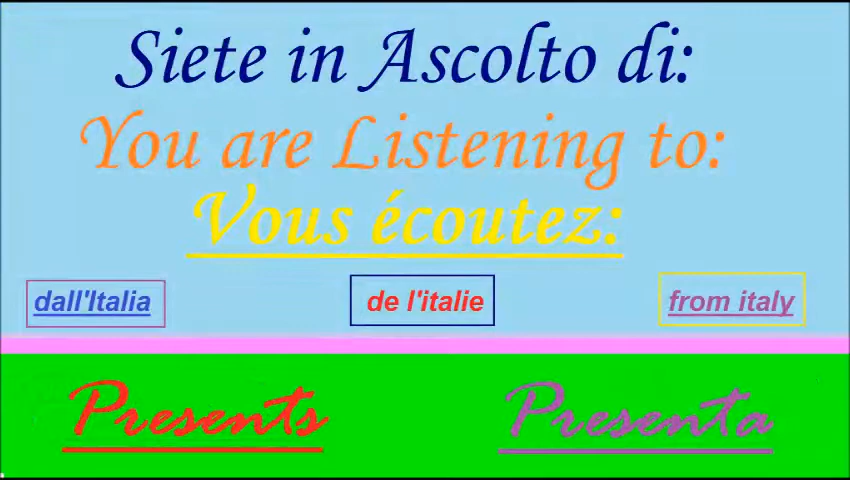 Siete in Ascolto di:
You are Listening to:
Vous écoutez:
dall'Italia de l'italie from italy
Presents Presenta